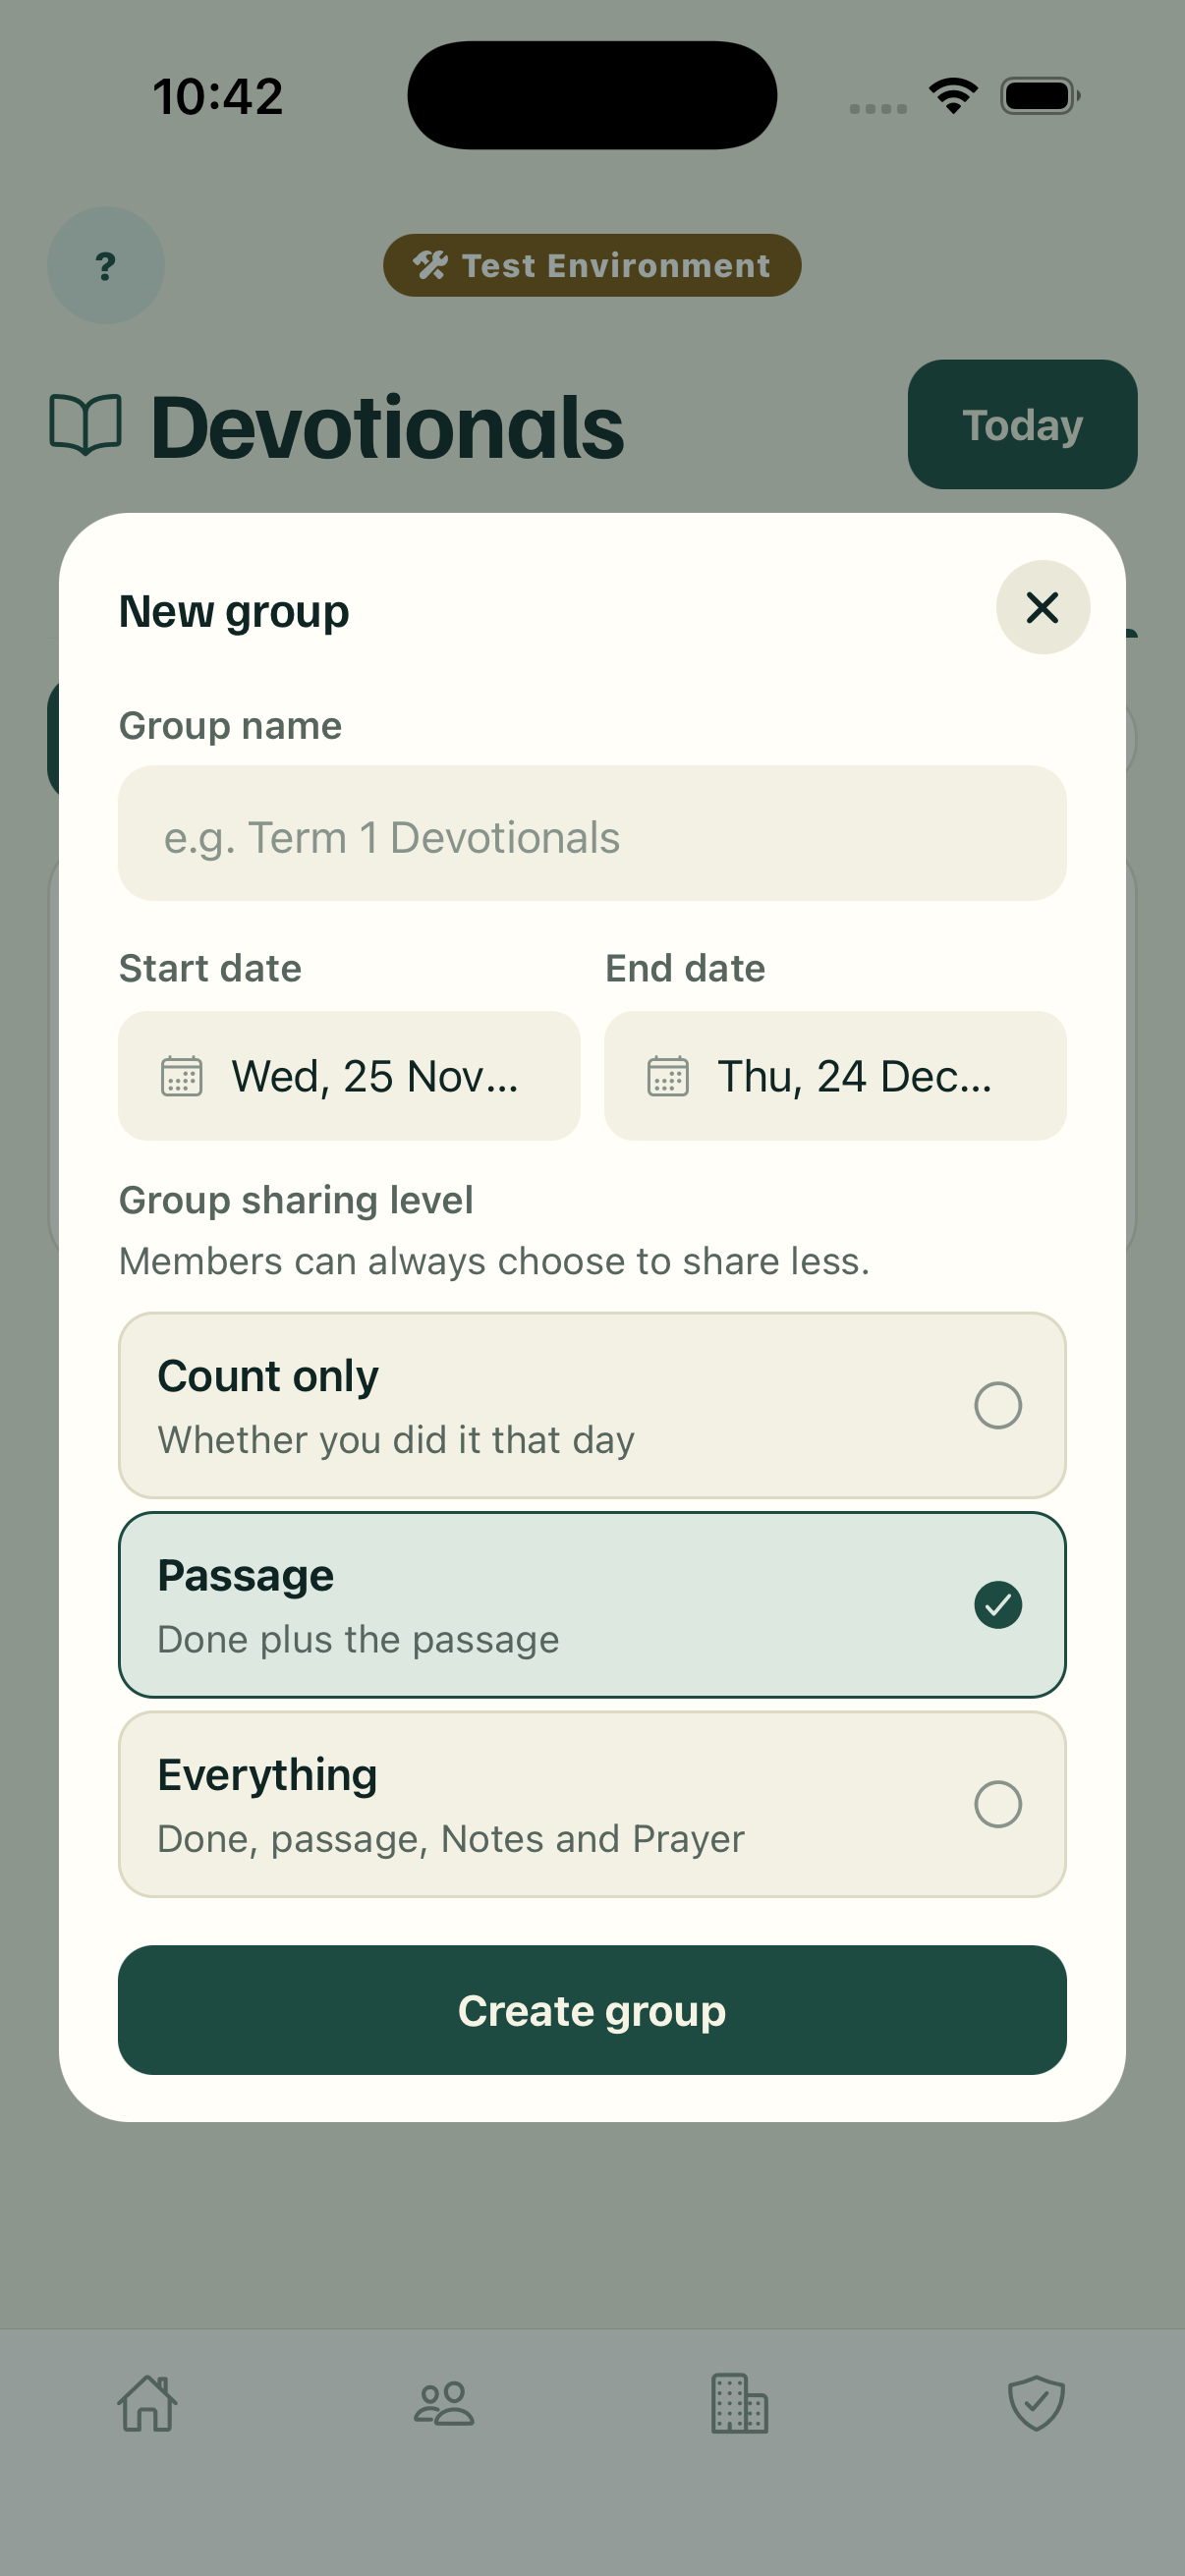 10:42
?
🛠 Test Environment
Devotionals
Today
New group
Group name
e.g. Term 1 Devotionals
Start date
End date
Wed, 25 Nov...
Thu, 24 Dec...
Group sharing level
Members can always choose to share less.
Count only
Whether you did it that day
Passage
Done plus the passage
Everything
Done, passage, Notes and Prayer
Create group